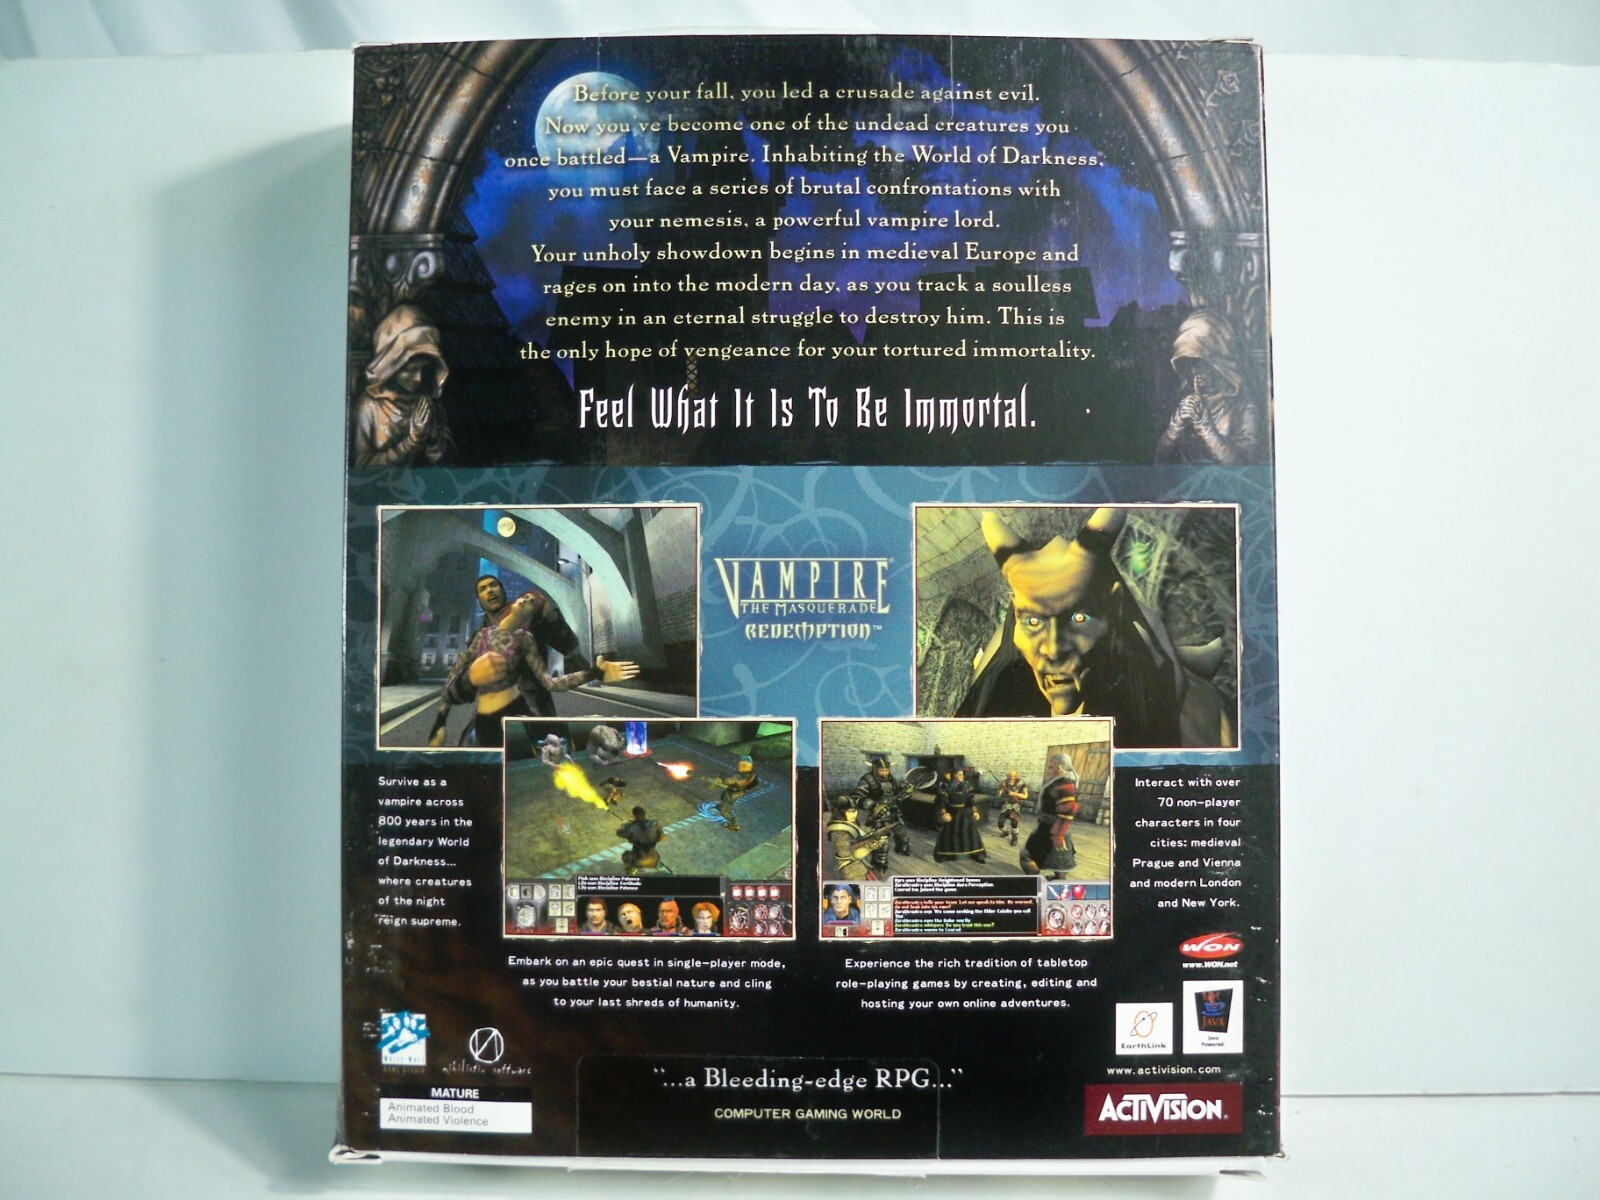 Before your fall, you led a crusade against evil.
Now you've become one of the undead creatures you
once battled—a Vampire. Inhabiting the World of Darkness,
you must face a series of brutal confrontations with
your nemesis, a powerful vampire lord.
Your unholy showdown begins in medieval Europe and
rages on into the modern day, as you track a soulless
enemy in an eternal struggle to destroy him. This is
the only hope of vengeance for your tortured immortality.
Feel What It Is To Be Immortal.
VAMPIRE
THE MASQUERADE
REDEMPTION™
Survive as a
vampire across
800 years in the
legendary World
of Darkness...
where creatures
of the night
reign supreme.
Interact with over
70 non-player
characters in four
cities: medieval
Prague and Vienna
and modern London
and New York.
Embark on an epic quest in single-player mode,
as you battle your bestial nature and cling
to your last shreds of humanity.
Experience the rich tradition of tabletop
role-playing games by creating, editing and
hosting your own online adventures.
WON
www.WON.net
EarthLink
JAVA
Java
Powered
White Wolf
GAME STUDIO
nihilistic software
www.activision.com
ACTIVISION®
MATURE
Animated Blood
Animated Violence
"...a Bleeding-edge RPG..."
COMPUTER GAMING WORLD